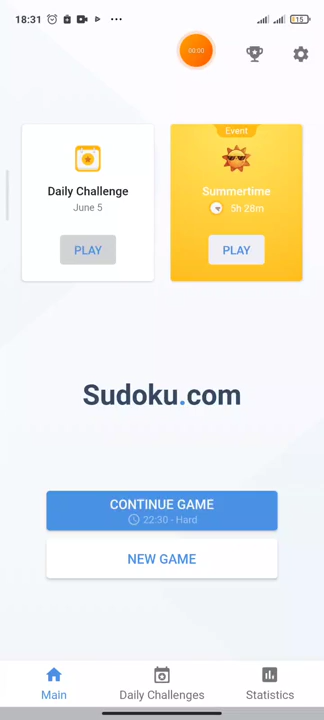 18:31
15
00:00
Event
Daily Challenge
June 5
PLAY
Summertime
5h 28m
PLAY
Sudoku.com
CONTINUE GAME
22:30 - Hard
NEW GAME
Main
Daily Challenges
Statistics